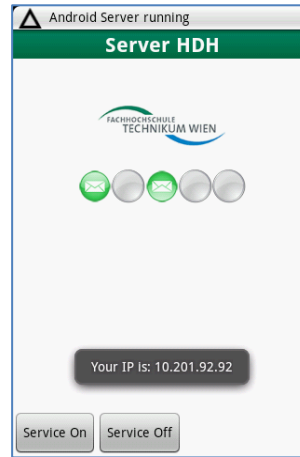 Android Server running
Server HDH
FACHHOCHSCHULE
TECHNIKUM WIEN
Your IP is: 10.201.92.92
Service On
Service Off